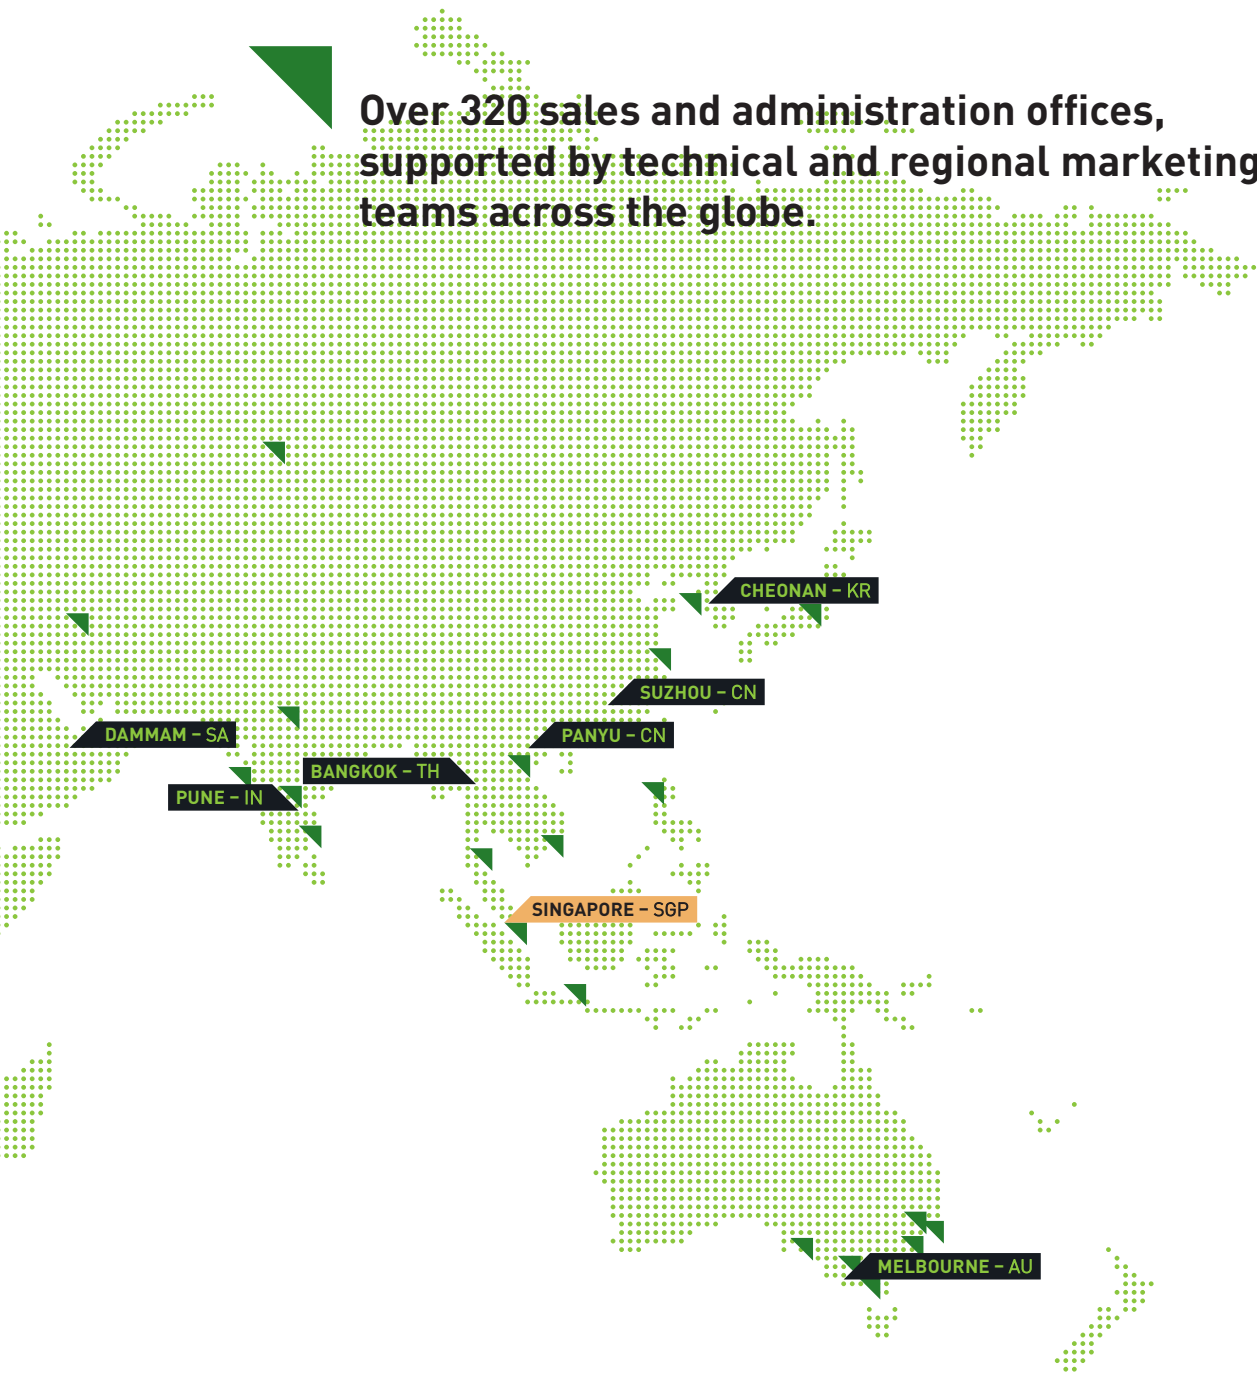 Over 320 sales and administration offices,
supported by technical and regional marketing
teams across the globe.
CHEONAN – KR
SUZHOU – CN
DAMMAM – SA
PANYU – CN
BANGKOK – TH
PUNE – IN
SINGAPORE – SGP
MELBOURNE – AU